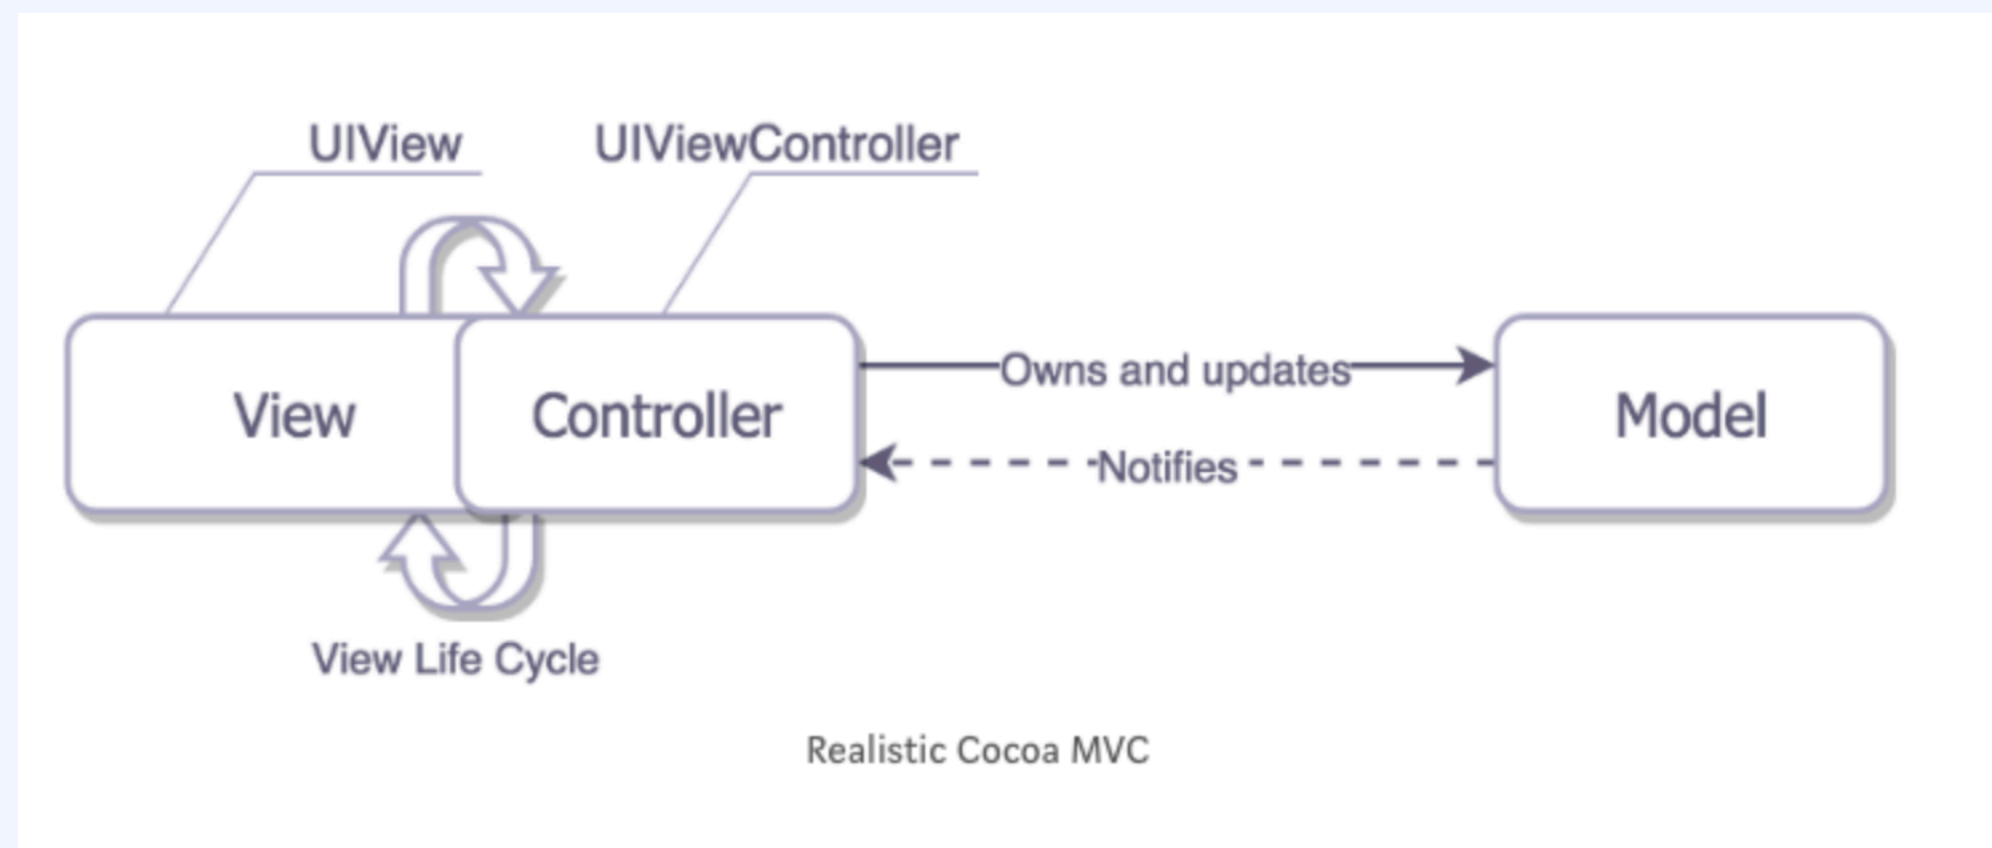 UIView
UIViewController
View
Controller
Owns and updates
Notifies
Model
View Life Cycle
Realistic Cocoa MVC